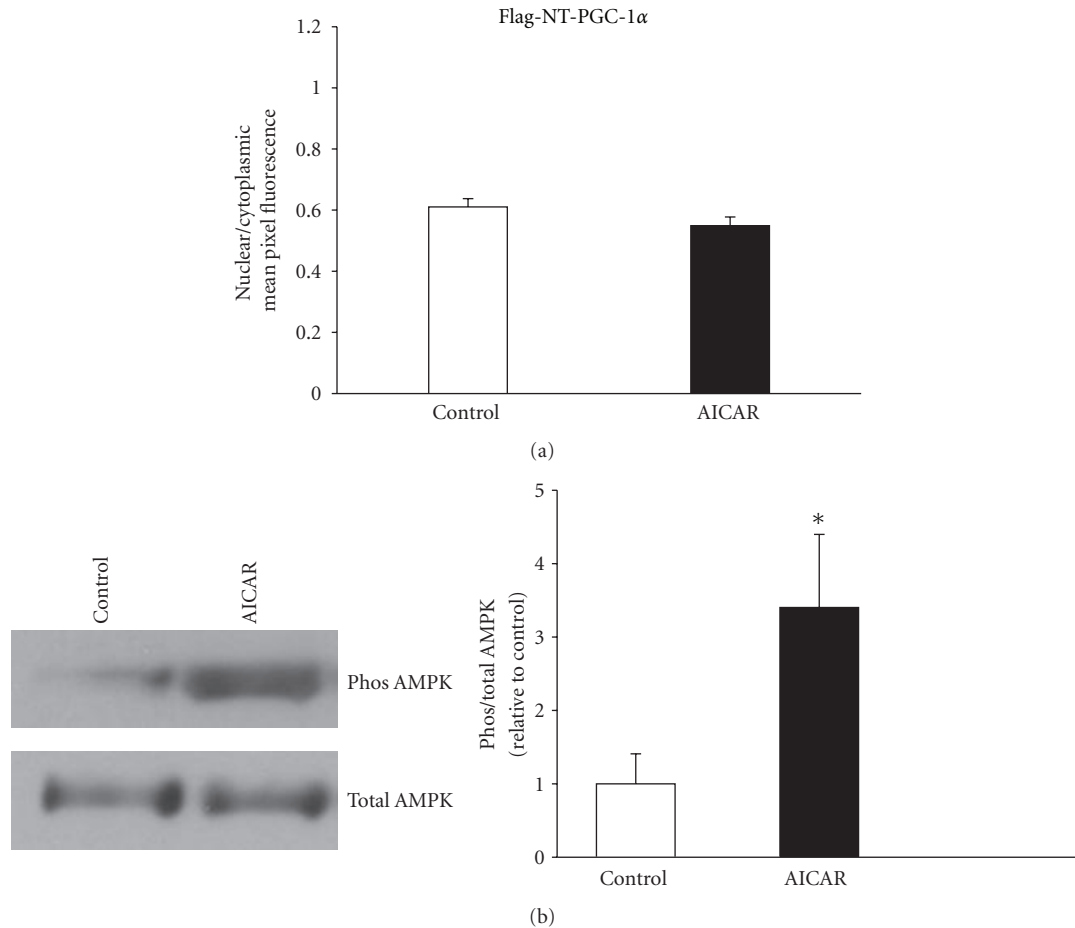 Flag-NT-PGC-1α
1.2
1
0.8
0.6
0.4
0.2
0
Nuclear/cytoplasmic
mean pixel fluorescence
Control
AICAR
(a)
Control
AICAR
Phos AMPK
Total AMPK
5
4
3
2
1
0
Phos/total AMPK
(relative to control)
*
Control
AICAR
(b)